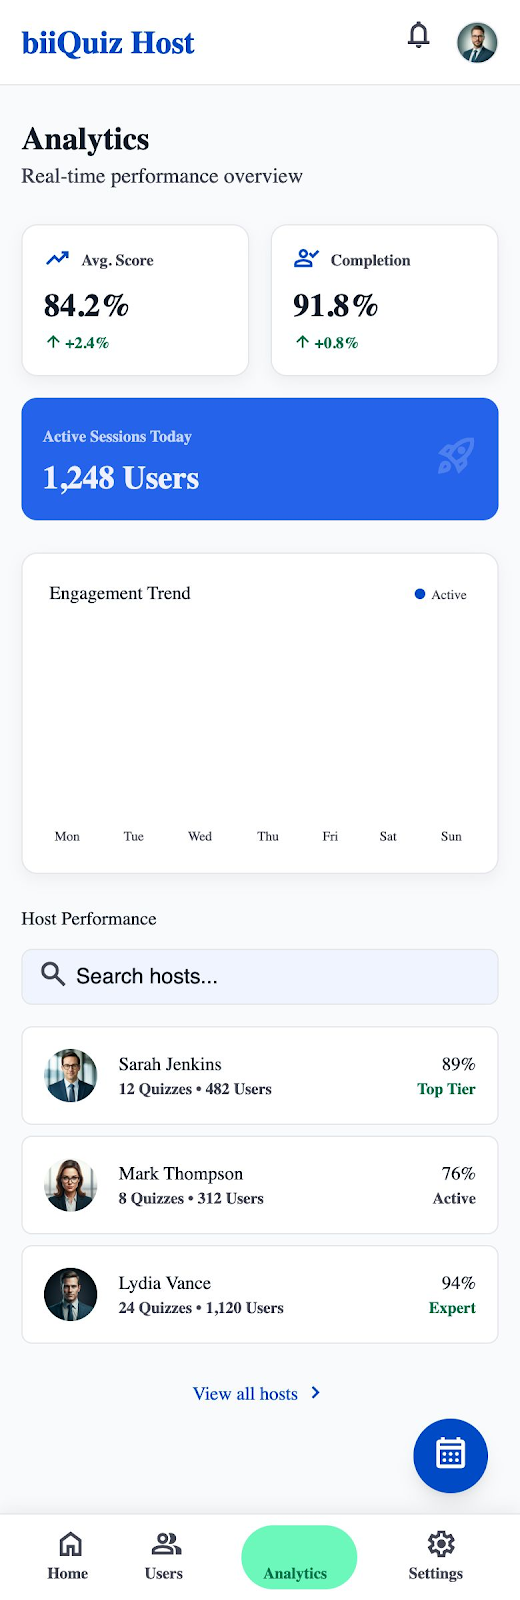 biiQuiz Host
Analytics
Real-time performance overview
Avg. Score
84.2%
+2.4%
Completion
91.8%
+0.8%
Active Sessions Today
1,248 Users
Engagement Trend
Active
Mon Tue Wed Thu Fri Sat Sun
Host Performance
Search hosts...
Sarah Jenkins
12 Quizzes • 482 Users
89%
Top Tier
Mark Thompson
8 Quizzes • 312 Users
76%
Active
Lydia Vance
24 Quizzes • 1,120 Users
94%
Expert
View all hosts
Home Users Analytics Settings